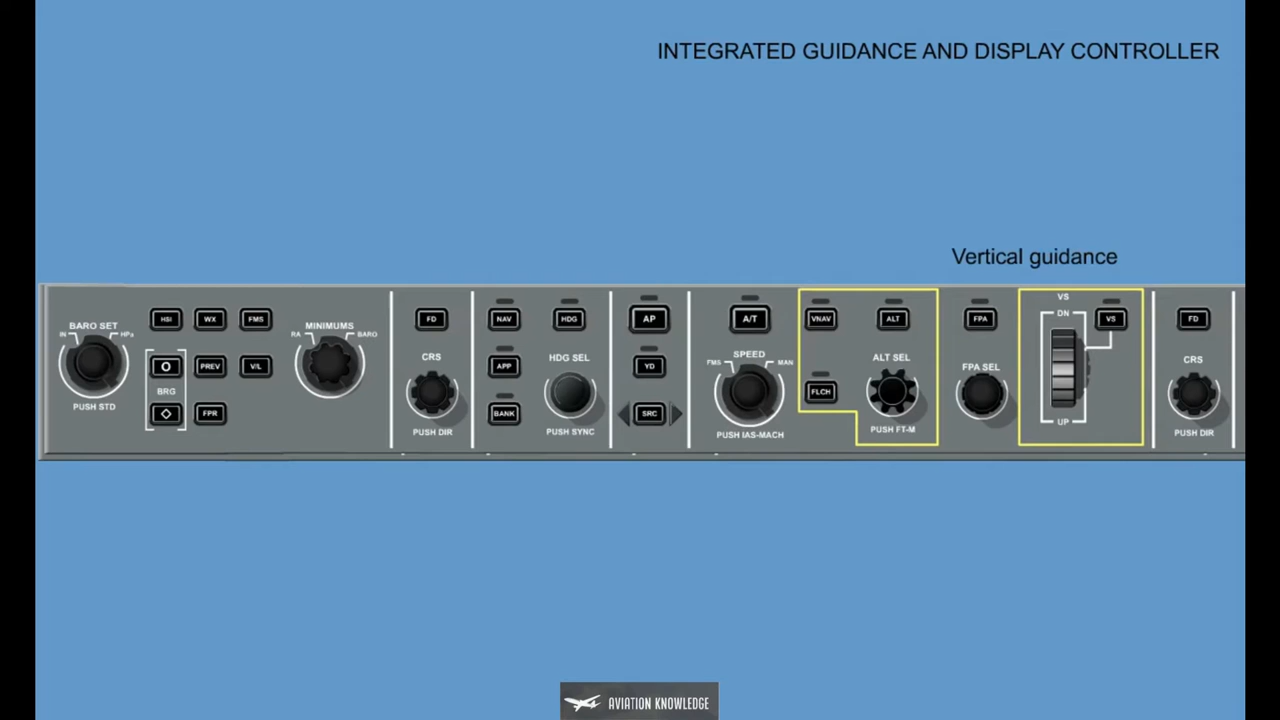 INTEGRATED GUIDANCE AND DISPLAY CONTROLLER
Vertical guidance
BARO SET
IN
HPa
PUSH STD
HSI
WX
FMS
O
PREV
V/L
BRG
FPR
MINIMUMS
RA
BARO
FD
CRS
PUSH DIR
NAV
HDG
APP
HDG SEL
BANK
PUSH SYNC
AP
YD
SRC
A/T
SPEED
FMS
MAN
PUSH IAS-MACH
VNAV
ALT
ALT SEL
FLCH
PUSH FT-M
FPA
FPA SEL
VS
DN
VS
UP
FD
CRS
PUSH DIR
AVIATION KNOWLEDGE